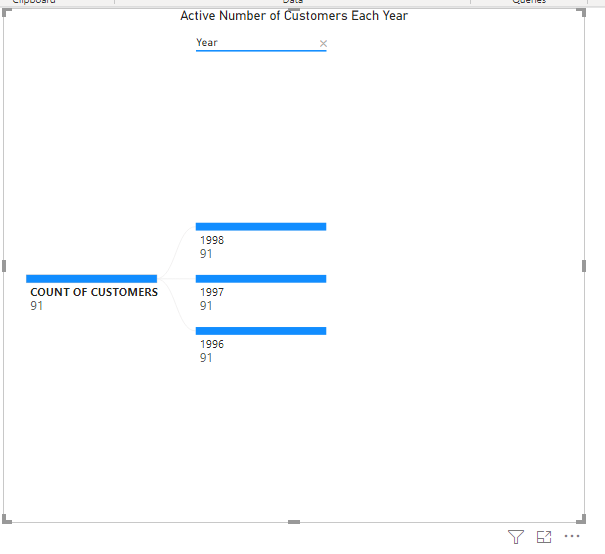 Clipboard
Data
Queries
Active Number of Customers Each Year
Year
1998
91
COUNT OF CUSTOMERS
91
1997
91
1996
91